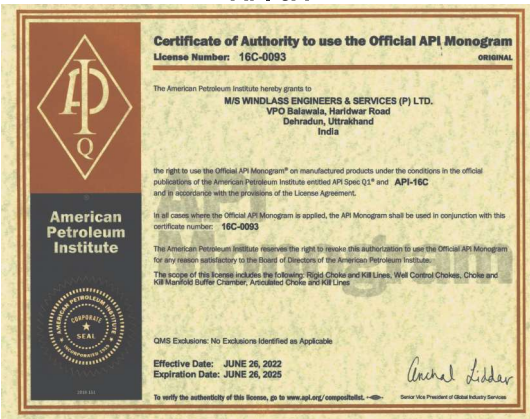 Certificate of Authority to use the Official API Monogram
License Number: 16C-0093
ORIGINAL
The American Petroleum Institute hereby grants to
M/S WINDLASS ENGINEERS & SERVICES (P) LTD.
VPO Balawala, Haridwar Road
Dehradun, Uttrakhand
India
the right to use the Official API Monogram® on manufactured products under the conditions in the official
publications of the American Petroleum Institute entitled API Spec Q1® and API-16C
and in accordance with the provisions of the License Agreement.
In all cases where the Official API Monogram is applied, the API Monogram shall be used in conjunction with this
certificate number: 16C-0093
The American Petroleum Institute reserves the right to revoke this authorization to use the Official API Monogram
for any reason satisfactory to the Board of Directors of the American Petroleum Institute.
The scope of this license includes the following: Rigid Choke and Kill Lines, Well Control Chokes, Choke and
Kill Manifold Buffer Chamber, Articulated Choke and Kill Lines
QMS Exclusions: No Exclusions Identified as Applicable
Effective Date: JUNE 26, 2022
Expiration Date: JUNE 26, 2025
To verify the authenticity of this license, go to www.api.org/compositelist.
Anchal Liddar
Senior Vice President of Global Industry Services
API
Q
American
Petroleum
Institute
AMERICAN PETROLEUM INSTITUTE
CORPORATE
SEAL